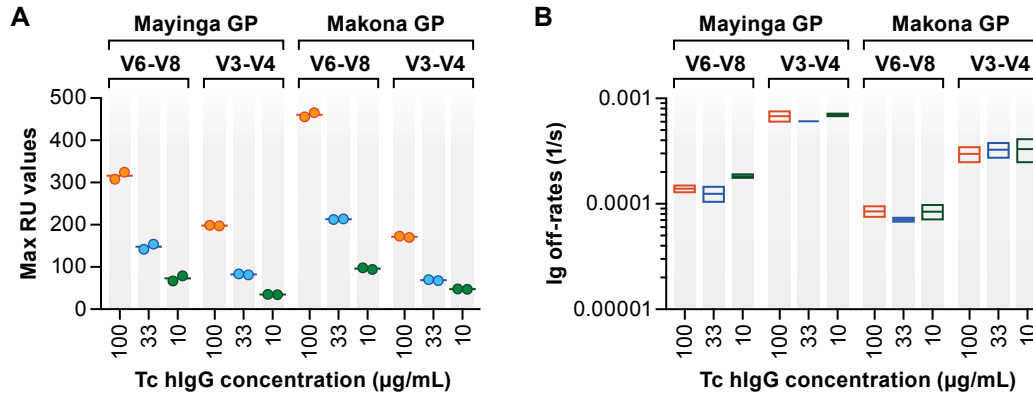 A
Mayinga GP Makona GP
V6-V8 V3-V4 V6-V8 V3-V4
Max RU values
500
400
300
200
100
0
100 33 10 100 33 10 100 33 10 100 33 10
Tc hIgG concentration (µg/mL)
B
Mayinga GP Makona GP
V6-V8 V3-V4 V6-V8 V3-V4
Ig off-rates (1/s)
0.001
0.0001
0.00001
100 33 10 100 33 10 100 33 10 100 33 10
Tc hIgG concentration (µg/mL)